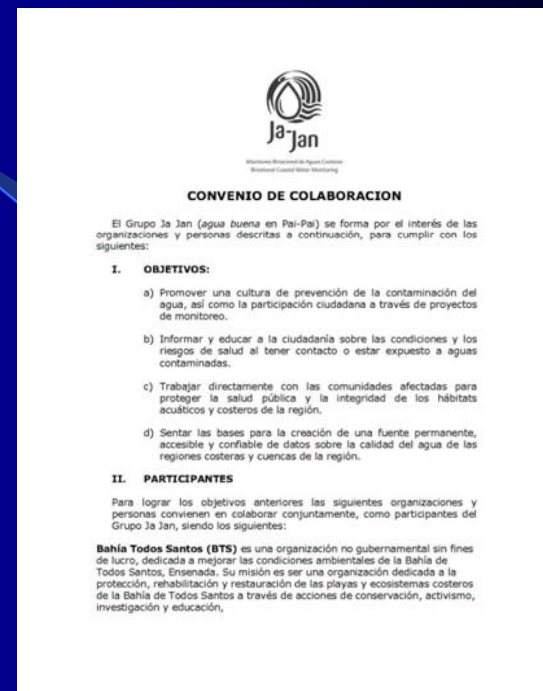 Ja-Jan
Monitoreo Binacional de Aguas Costeras
Binational Coastal Water Monitoring
CONVENIO DE COLABORACION
El Grupo Ja Jan (agua buena en Pai-Pai) se forma por el interés de las
organizaciones y personas descritas a continuación, para cumplir con los
siguientes:
I. OBJETIVOS:
a) Promover una cultura de prevención de la contaminación del
agua, así como la participación ciudadana a través de proyectos
de monitoreo.
b) Informar y educar a la ciudadanía sobre las condiciones y los
riesgos de salud al tener contacto o estar expuesto a aguas
contaminadas.
c) Trabajar directamente con las comunidades afectadas para
proteger la salud pública y la integridad de los hábitats
acuáticos y costeros de la región.
d) Sentar las bases para la creación de una fuente permanente,
accesible y confiable de datos sobre la calidad del agua de las
regiones costeras y cuencas de la región.
II. PARTICIPANTES
Para lograr los objetivos anteriores las siguientes organizaciones y
personas convienen en colaborar conjuntamente, como participantes del
Grupo Ja Jan, siendo los siguientes:
Bahía Todos Santos (BTS) es una organización no gubernamental sin fines
de lucro, dedicada a mejorar las condiciones ambientales de la Bahía de
Todos Santos, Ensenada. Su misión es ser una organización dedicada a la
protección, rehabilitación y restauración de las playas y ecosistemas costeros
de la Bahía de Todos Santos a través de acciones de conservación, activismo,
investigación y educación,